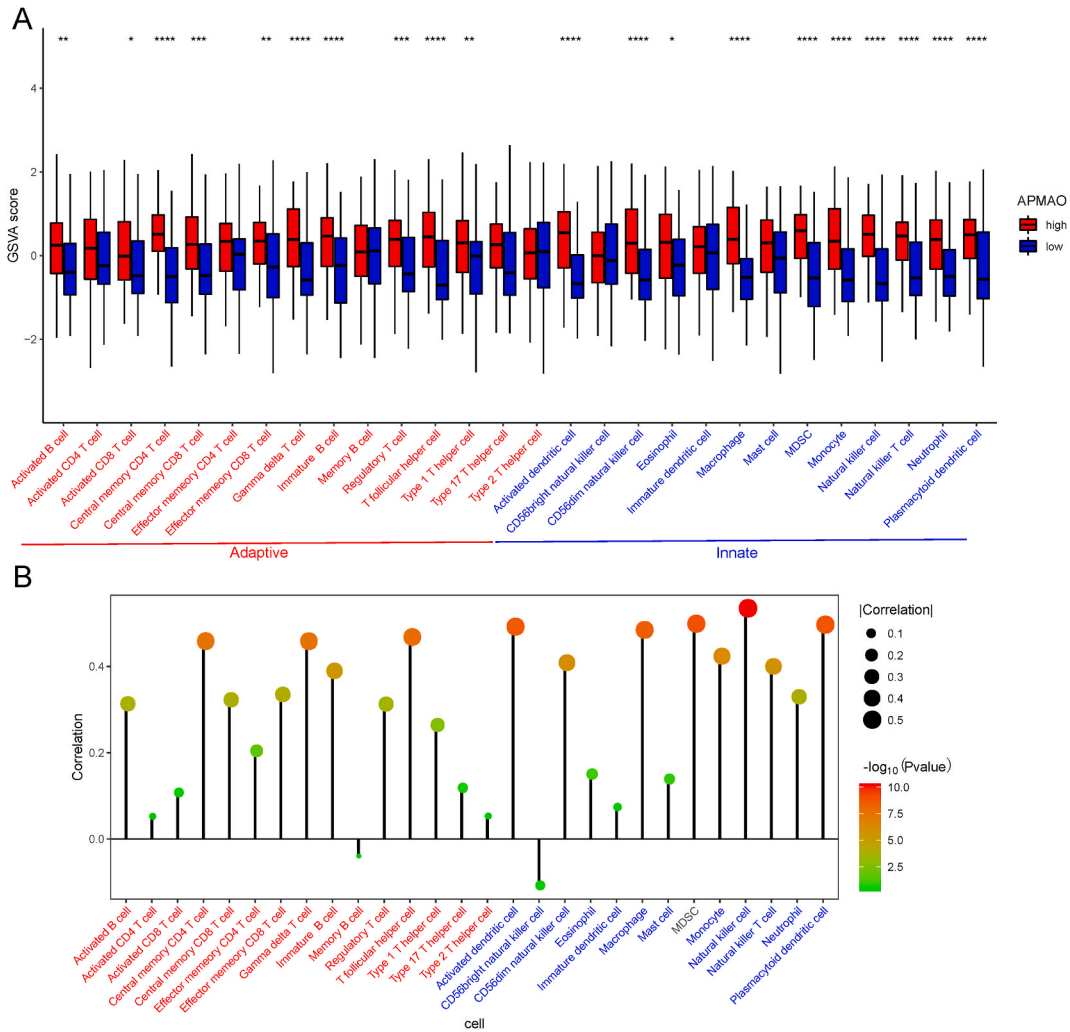 A
** * **** *** ** **** **** *** **** ** **** **** * **** **** **** **** **** **** ****
4
2
0
−2
GSVA score
APMAO
high
low
Activated B cell
Activated CD4 T cell
Activated CD8 T cell
Central memory CD4 T cell
Central memory CD8 T cell
Effector memeory CD4 T cell
Effector memeory CD8 T cell
Gamma delta T cell
Immature B cell
Memory B cell
Regulatory T cell
T follicular helper cell
Type 1 T helper cell
Type 17 T helper cell
Type 2 T helper cell
Activated dendritic cell
CD56bright natural killer cell
CD56dim natural killer cell
Eosinophil
Immature dendritic cell
Macrophage
Mast cell
MDSC
Monocyte
Natural killer cell
Natural killer T cell
Neutrophil
Plasmacytoid dendritic cell
Adaptive
Innate
B
0.4
0.2
0.0
Correlation
|Correlation|
0.1
0.2
0.3
0.4
0.5
-log10(Pvalue)
10.0
7.5
5.0
2.5
Activated B cell
Activated CD4 T cell
Activated CD8 T cell
Central memory CD4 T cell
Central memory CD8 T cell
Effector memeory CD4 T cell
Effector memeory CD8 T cell
Gamma delta T cell
Immature B cell
Memory B cell
Regulatory T cell
T follicular helper cell
Type 1 T helper cell
Type 17 T helper cell
Type 2 T helper cell
Activated dendritic cell
CD56bright natural killer cell
CD56dim natural killer cell
Eosinophil
Immature dendritic cell
Macrophage
Mast cell
MDSC
Monocyte
Natural killer cell
Natural killer T cell
Neutrophil
Plasmacytoid dendritic cell
cell